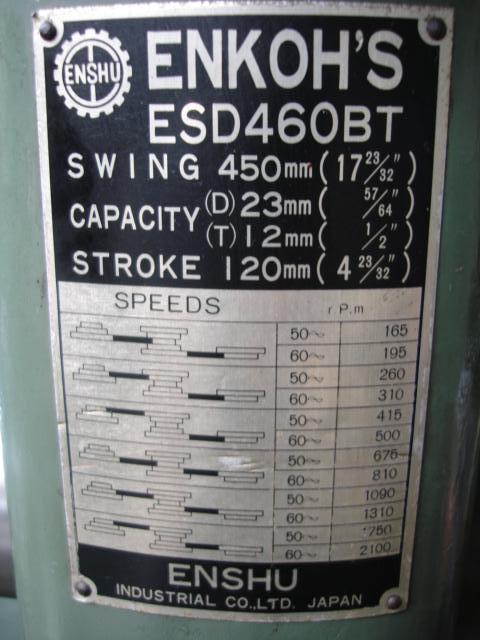 ENSHU
ENKOH'S
ESD460BT
SWING 450mm (17 23/32")
CAPACITY (D) 23mm ( 57/64")
(T) 12mm ( 1/2")
STROKE 120mm (4 23/32")
SPEEDS r P.m
50~ 165
60~ 195
50~ 260
60~ 310
50~ 415
60~ 500
50~ 675
60~ 810
50~ 1090
60~ 1310
50~ 1750
60~ 2100
ENSHU
INDUSTRIAL CO.,LTD. JAPAN